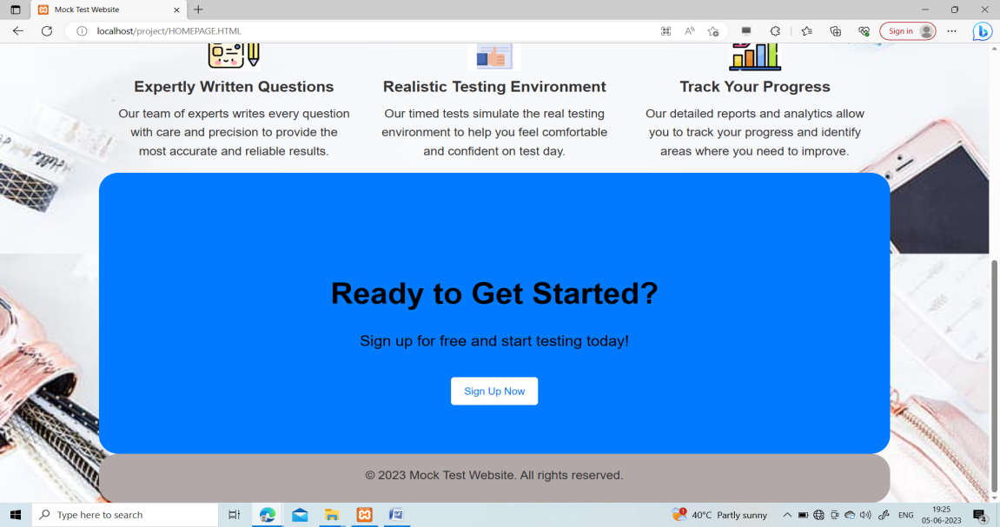 Mock Test Website
localhost/project/HOMEPAGE.HTML
Sign in
Expertly Written Questions
Our team of experts writes every question
with care and precision to provide the
most accurate and reliable results.
Realistic Testing Environment
Our timed tests simulate the real testing
environment to help you feel comfortable
and confident on test day.
Track Your Progress
Our detailed reports and analytics allow
you to track your progress and identify
areas where you need to improve.
Hello
Ready to Get Started?
Sign up for free and start testing today!
Sign Up Now
© 2023 Mock Test Website. All rights reserved.
Type here to search
40°C Partly sunny
ENG
19:25
05-06-2023
4